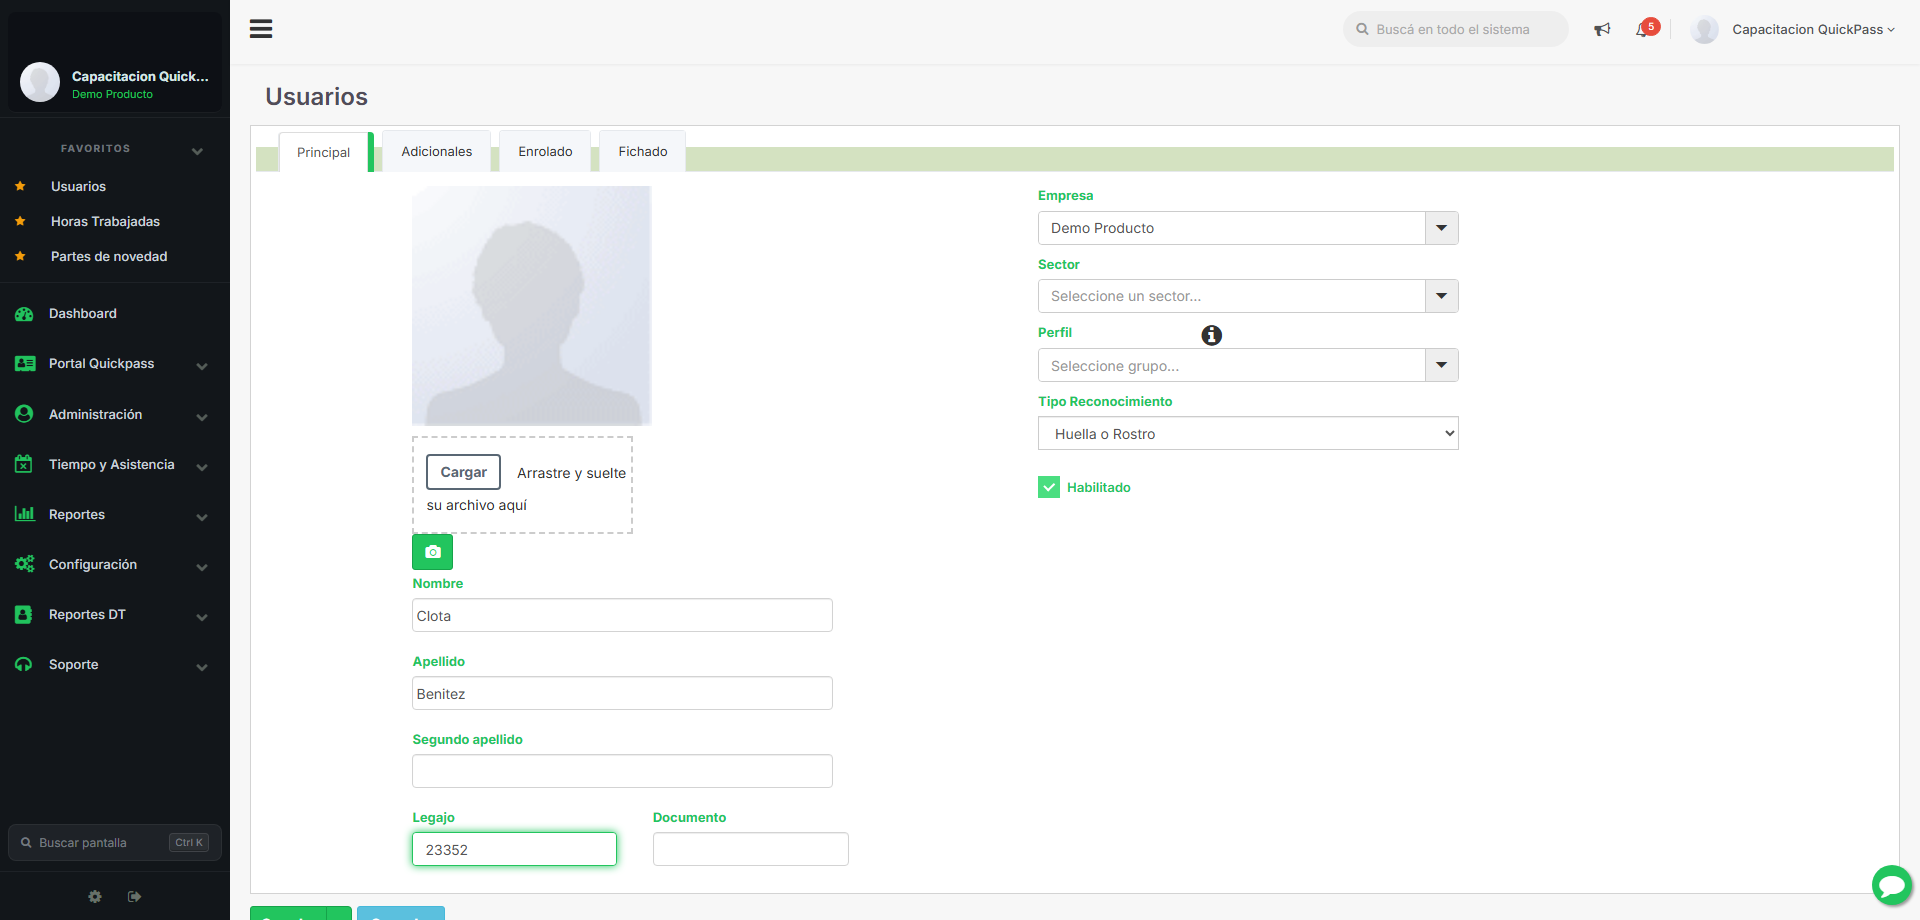 Capacitacion Quick...
Demo Producto
FAVORITOS
Usuarios
Horas Trabajadas
Partes de novedad
Dashboard
Portal Quickpass
Administración
Tiempo y Asistencia
Reportes
Configuración
Reportes DT
Soporte
Buscar pantalla
Ctrl K
Buscá en todo el sistema
5
Capacitacion QuickPass
Usuarios
Principal
Adicionales
Enrolado
Fichado
Cargar
Arrastre y suelte
su archivo aquí
Nombre
Clota
Apellido
Benitez
Segundo apellido
Legajo
Documento
23352
Empresa
Demo Producto
Sector
Seleccione un sector...
Perfil
Seleccione grupo...
Tipo Reconocimiento
Huella o Rostro
Habilitado